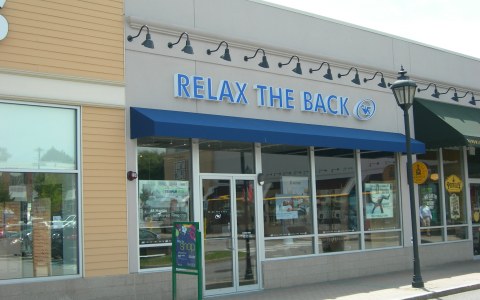 RELAX THE BACK